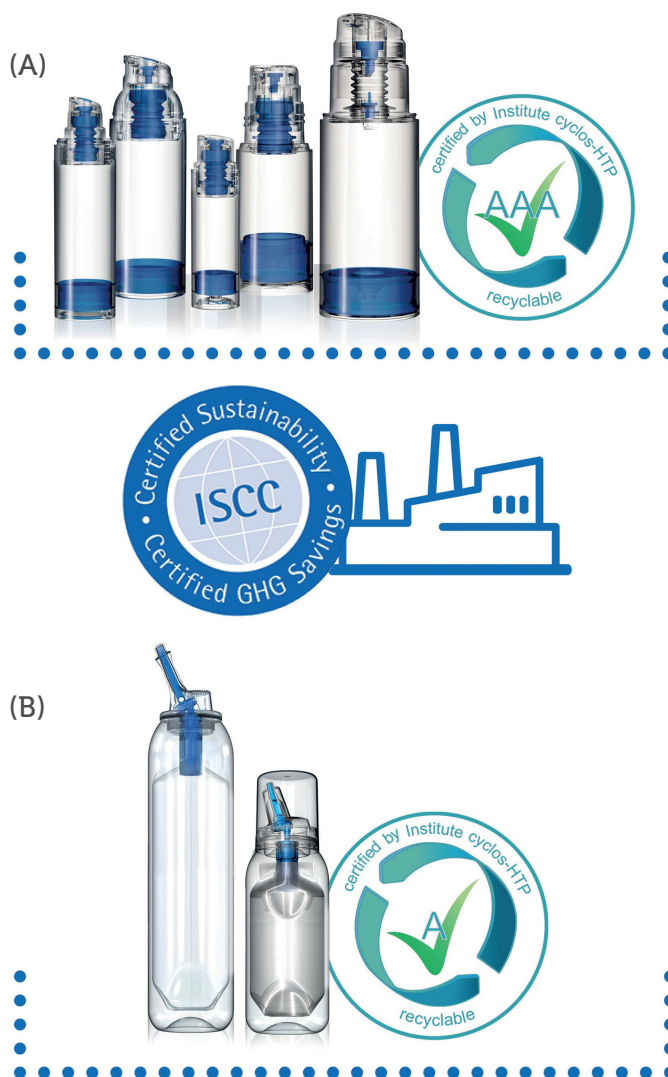 (A)
certified by Institute cyclos-HTP
AAA
recyclable
• Certified Sustainability •
ISCC
Certified GHG Savings
(B)
certified by Institute cyclos-HTP
A
recyclable